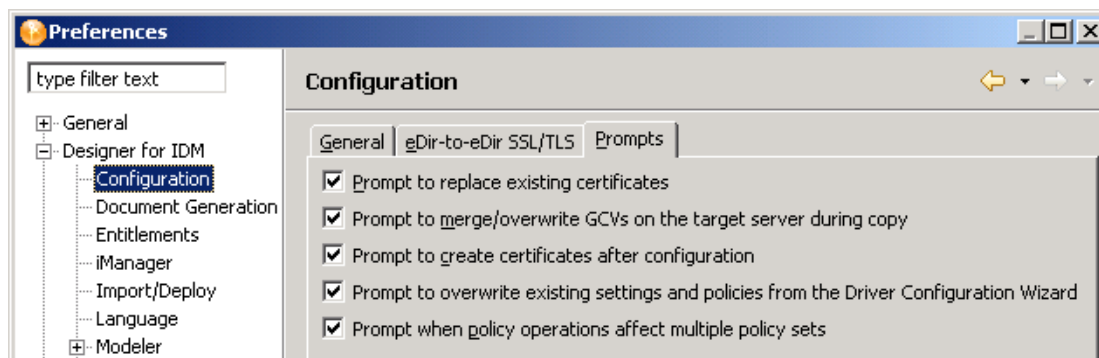 Preferences
type filter text
General
Designer for IDM
Configuration
Document Generation
Entitlements
iManager
Import/Deploy
Language
Modeler
Configuration
General
eDir-to-eDir SSL/TLS
Prompts
Prompt to replace existing certificates
Prompt to merge/overwrite GCVs on the target server during copy
Prompt to create certificates after configuration
Prompt to overwrite existing settings and policies from the Driver Configuration Wizard
Prompt when policy operations affect multiple policy sets